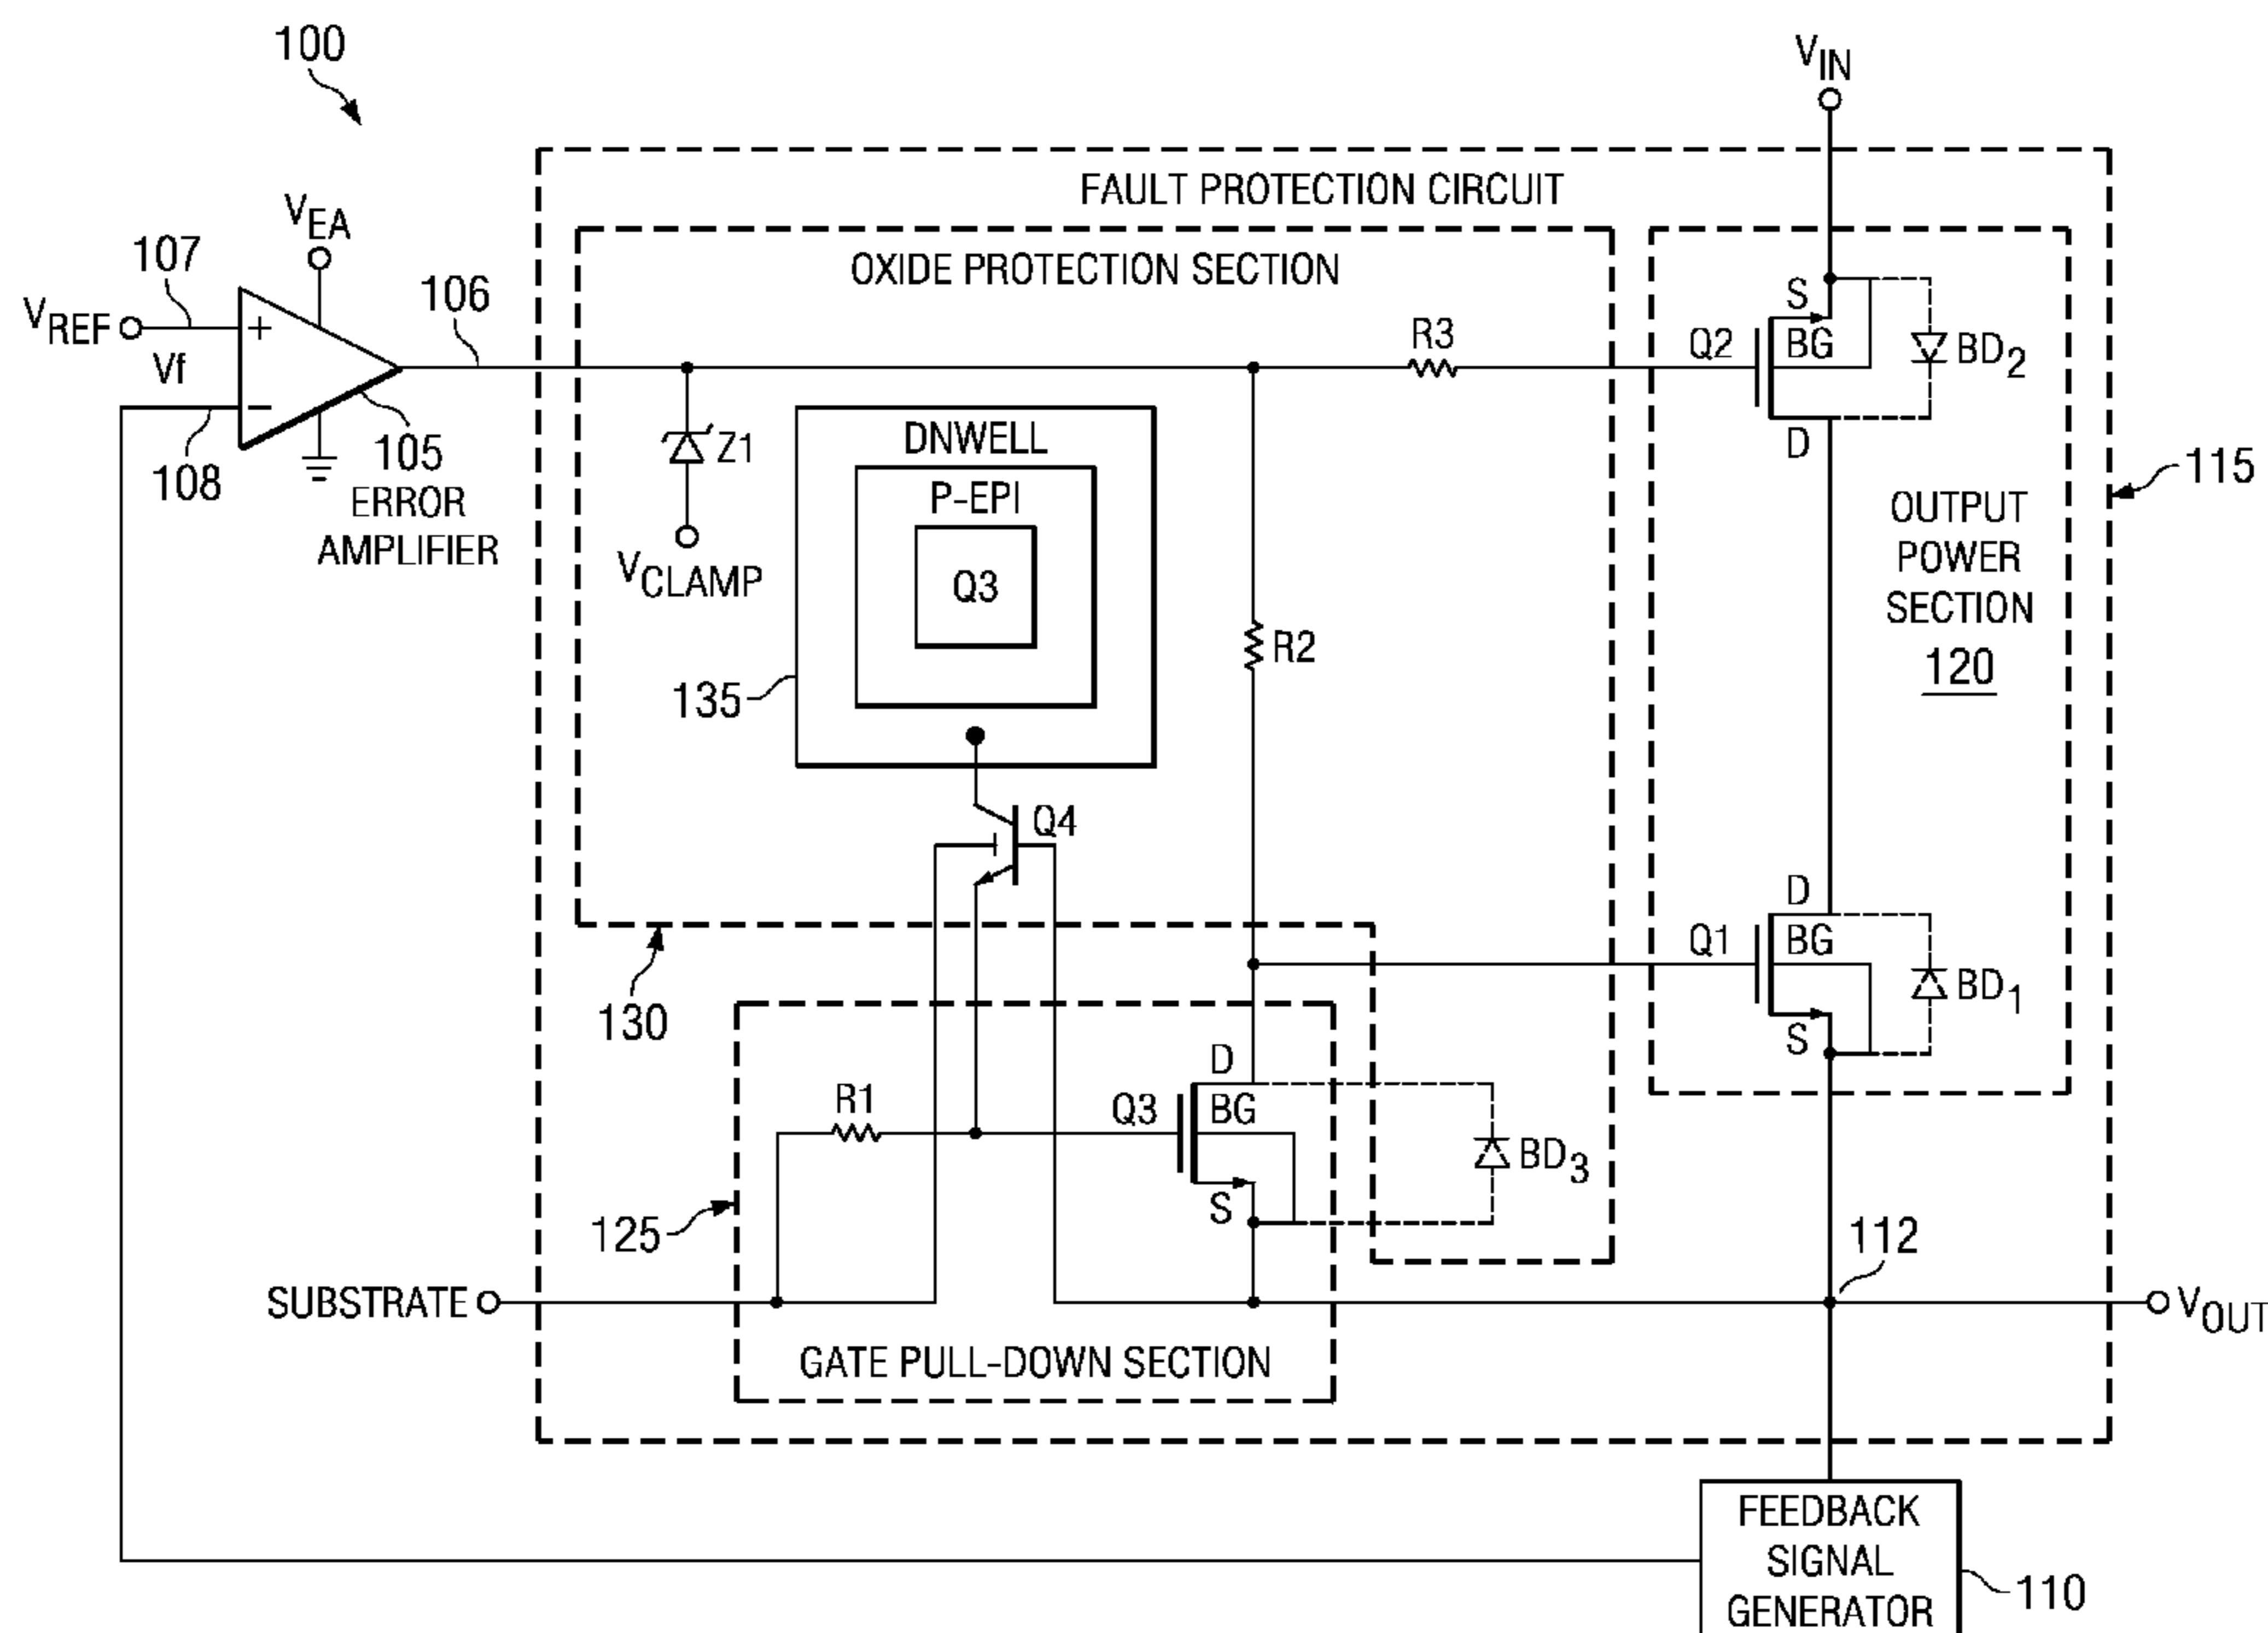 100
V_IN
FAULT PROTECTION CIRCUIT
V_EA
107
OXIDE PROTECTION SECTION
106
V_REF
+
Vf
−
S
R3
Q2
BG
BD_2
D
108
105
ERROR
AMPLIFIER
Z1
V_CLAMP
DNWELL
P-EPI
Q3
115
OUTPUT
POWER
SECTION
120
R2
135
Q4
D
Q1
BG
BD_1
S
130
D
R1
Q3
BG
BD_3
S
125
112
SUBSTRATE
V_OUT
GATE PULL-DOWN SECTION
FEEDBACK
SIGNAL
GENERATOR
110